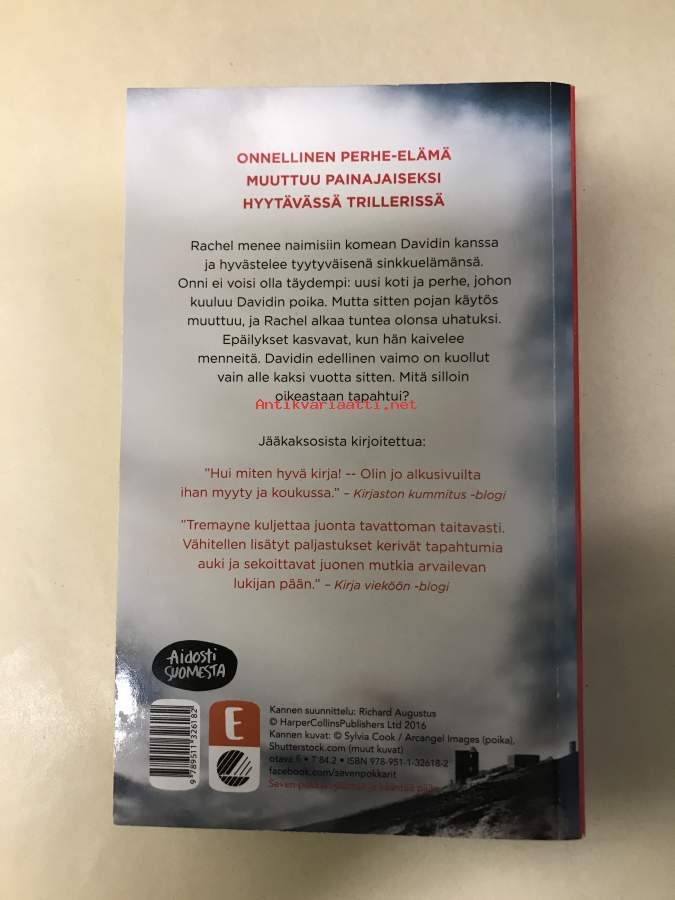 ONNELLINEN PERHE-ELÄMÄ
MUUTTUU PAINAJAISEKSI
HYYTÄVÄSSÄ TRILLERISSÄ
Rachel menee naimisiin komean Davidin kanssa
ja hyvästelee tyytyväisenä sinkkuelämänsä.
Onni ei voisi olla täydempi: uusi koti ja perhe, johon
kuuluu Davidin poika. Mutta sitten pojan käytös
muuttuu, ja Rachel alkaa tuntea olonsa uhatuksi.
Epäilykset kasvavat, kun hän kaivelee
menneitä. Davidin edellinen vaimo on kuollut
vain alle kaksi vuotta sitten. Mitä silloin
oikeastaan tapahtui?
Antikvariaatti.net
Jääkaksosista kirjoitettua:
”Hui miten hyvä kirja! -- Olin jo alkusivuilta
ihan myyty ja koukussa.” – Kirjaston kummitus -blogi
”Tremayne kuljettaa juonta tavattoman taitavasti.
Vähitellen lisätyt paljastukset kerivät tapahtumia
auki ja sekoittavat juonen mutkia arvailevan
lukijan pään.” – Kirja vieköön -blogi
Aidosti
SUOMESTA
9 789511 326182
E
Kannen suunnittelu: Richard Augustus
© HarperCollinsPublishers Ltd 2016
Kannen kuvat: © Sylvia Cook / Arcangel Images (poika),
Shutterstock.com (muut kuvat)
otava.fi • T 84.2 • ISBN 978-951-1-32618-2
facebook.com/sevenpokkarit